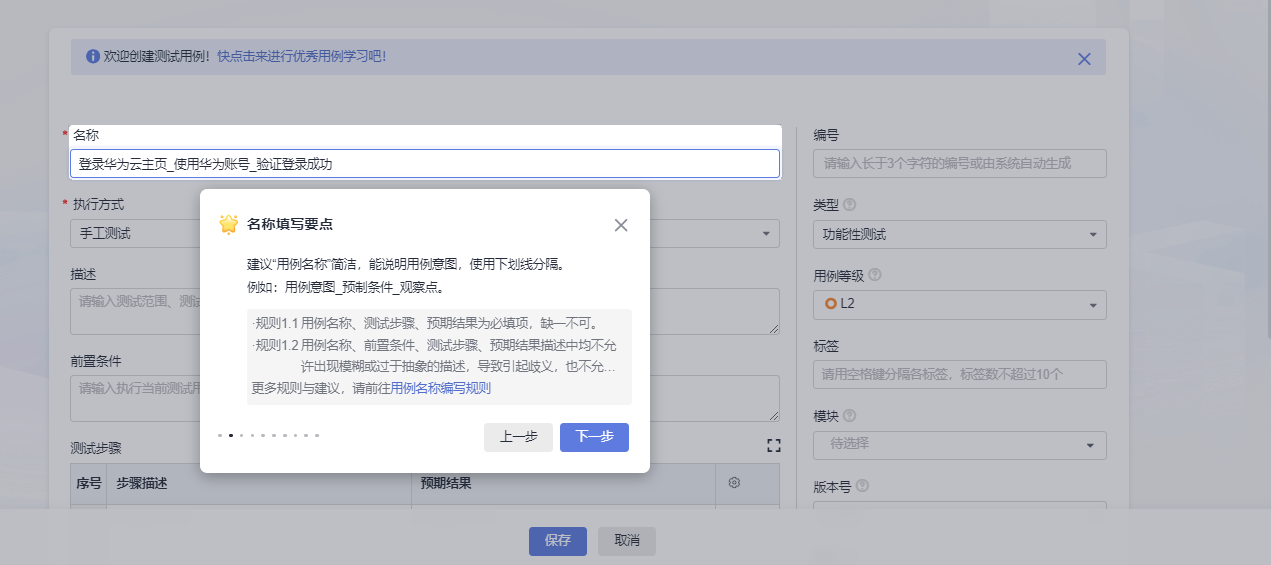 欢迎创建测试用例! 快点击来进行优秀用例学习吧!
* 名称
登录华为云主页_使用华为账号_验证登录成功
* 执行方式
手工测试
描述
请输入测试范围、测试
前置条件
请输入执行当前测试用
测试步骤
序号 步骤描述 预期结果
名称填写要点
建议“用例名称”简洁，能说明用例意图，使用下划线分隔。
例如：用例意图_预制条件_观察点。
·规则1.1 用例名称、测试步骤、预期结果为必填项，缺一不可。
·规则1.2 用例名称、前置条件、测试步骤、预期结果描述中均不允
许出现模糊或过于抽象的描述，导致引起歧义，也不允...
更多规则与建议，请前往用例名称编写规则
上一步 下一步
编号
请输入长于3个字符的编号或由系统自动生成
类型
功能性测试
用例等级
L2
标签
请用空格键分隔各标签，标签数不超过10个
模块
待选择
版本号
保存 取消